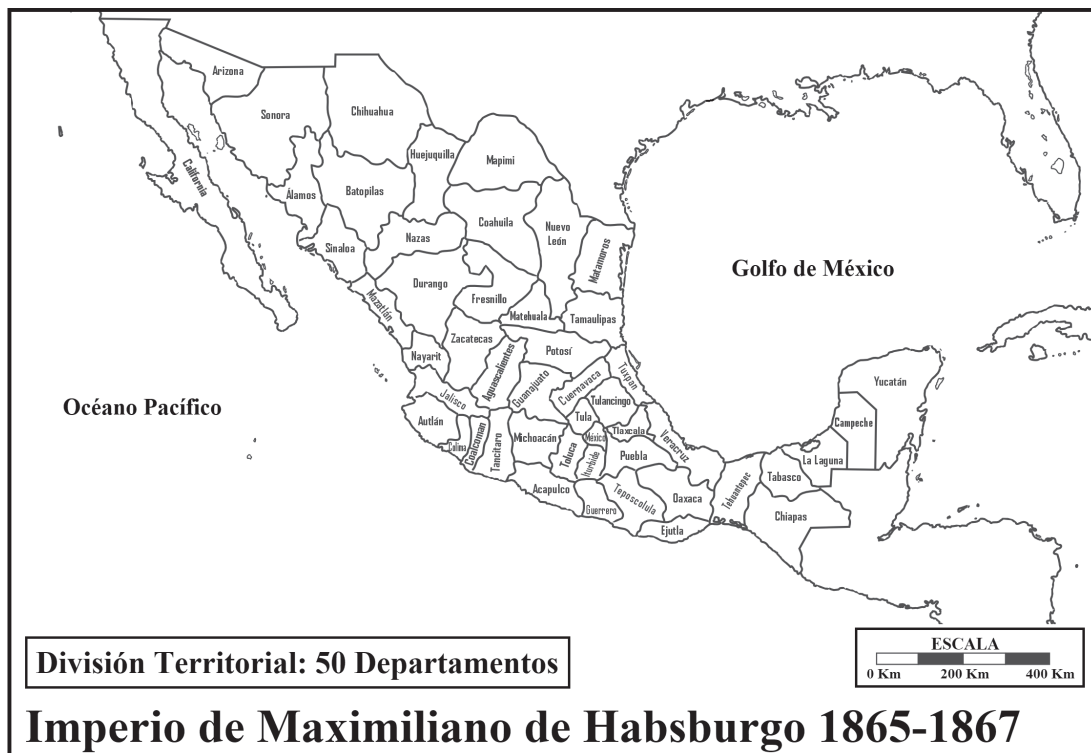 Arizona
Sonora
Chihuahua
Huejuquilla
Mapimi
California
Álamos
Batopilas
Coahuila
Nuevo
León
Sinaloa
Nazas
Matamoros
Golfo de México
Durango
Fresnillo
Mazatlán
Matehuala
Tamaulipas
Zacatecas
Nayarit
Potosí
Aguascalientes
Guanajuato
Cuernavaca
Tuxpan
Yucatán
Océano Pacífico
Jalisco
Tulancingo
Autlán
Tula
Campeche
Colima
Coalcoman
Tancitaro
Michoacán
México
Tlaxcala
Veracruz
Toluca
Iturbide
Puebla
La Laguna
Tabasco
Tehuantepec
Acapulco
Guerrero
Teposcolula
Oaxaca
Chiapas
Ejutla
División Territorial: 50 Departamentos
ESCALA
0 Km 200 Km 400 Km
Imperio de Maximiliano de Habsburgo 1865-1867